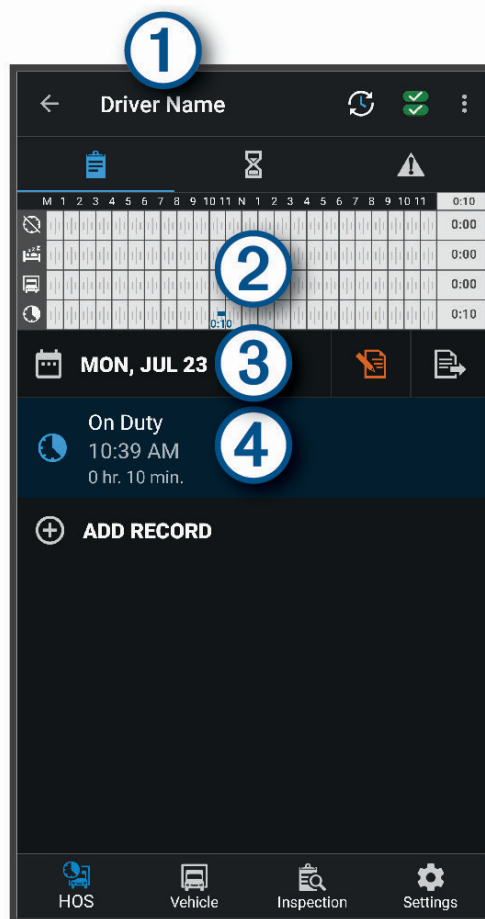 1
Driver Name
M 1 2 3 4 5 6 7 8 9 10 11 N 1 2 3 4 5 6 7 8 9 10 11 0:10
0:00
zzz 0:00
2
0:00
0:10 0:10
MON, JUL 23 3
On Duty
10:39 AM 4
0 hr. 10 min.
ADD RECORD
HOS Vehicle Inspection Settings